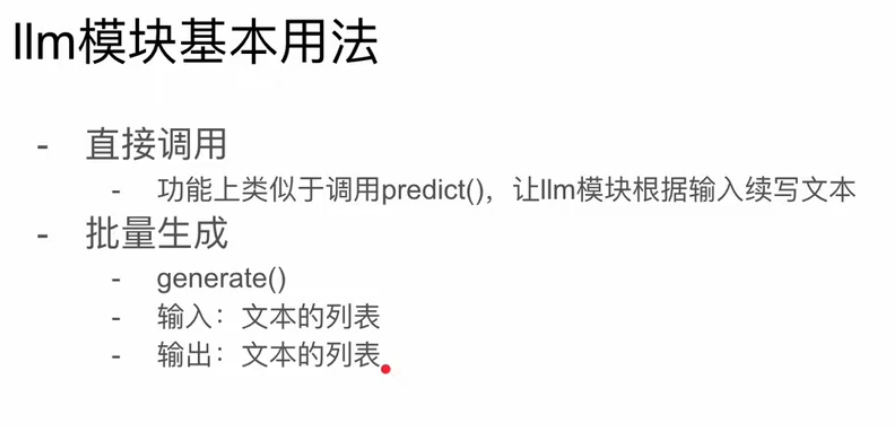 llm模块基本用法
- 直接调用
- 功能上类似于调用predict()，让llm模块根据输入续写文本
- 批量生成
- generate()
- 输入：文本的列表
- 输出：文本的列表